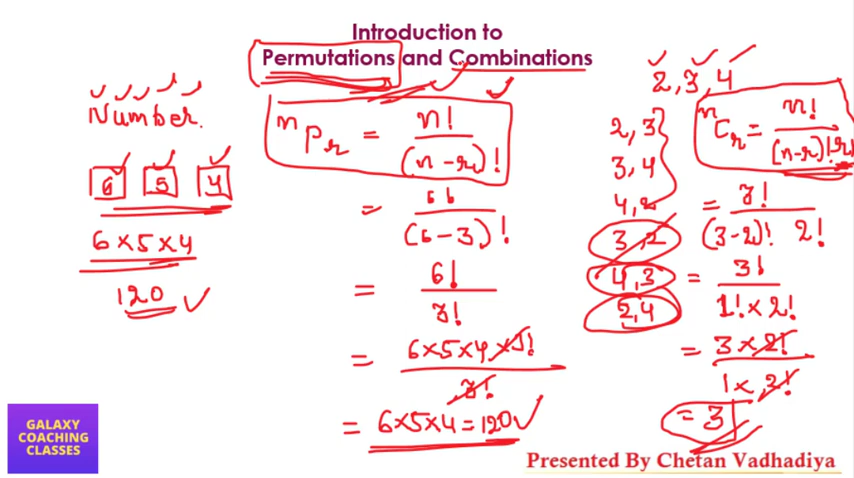 Introduction to
Permutations and Combinations
Number.
6 5 4
6×5×4
120
nPr = n! / (n-r)!
= 6! / (6-3)!
= 6! / 3!
= 6×5×4×3! / 3!
= 6×5×4=120
2,3,4
2,3
3,4
4,2
3,2
4,3
2,4
nCr = n! / (n-r)! r!
= 3! / (3-2)! 2!
= 3! / 1!×2!
= 3×2! / 1×2!
= 3
GALAXY
COACHING
CLASSES
Presented By Chetan Vadhadiya